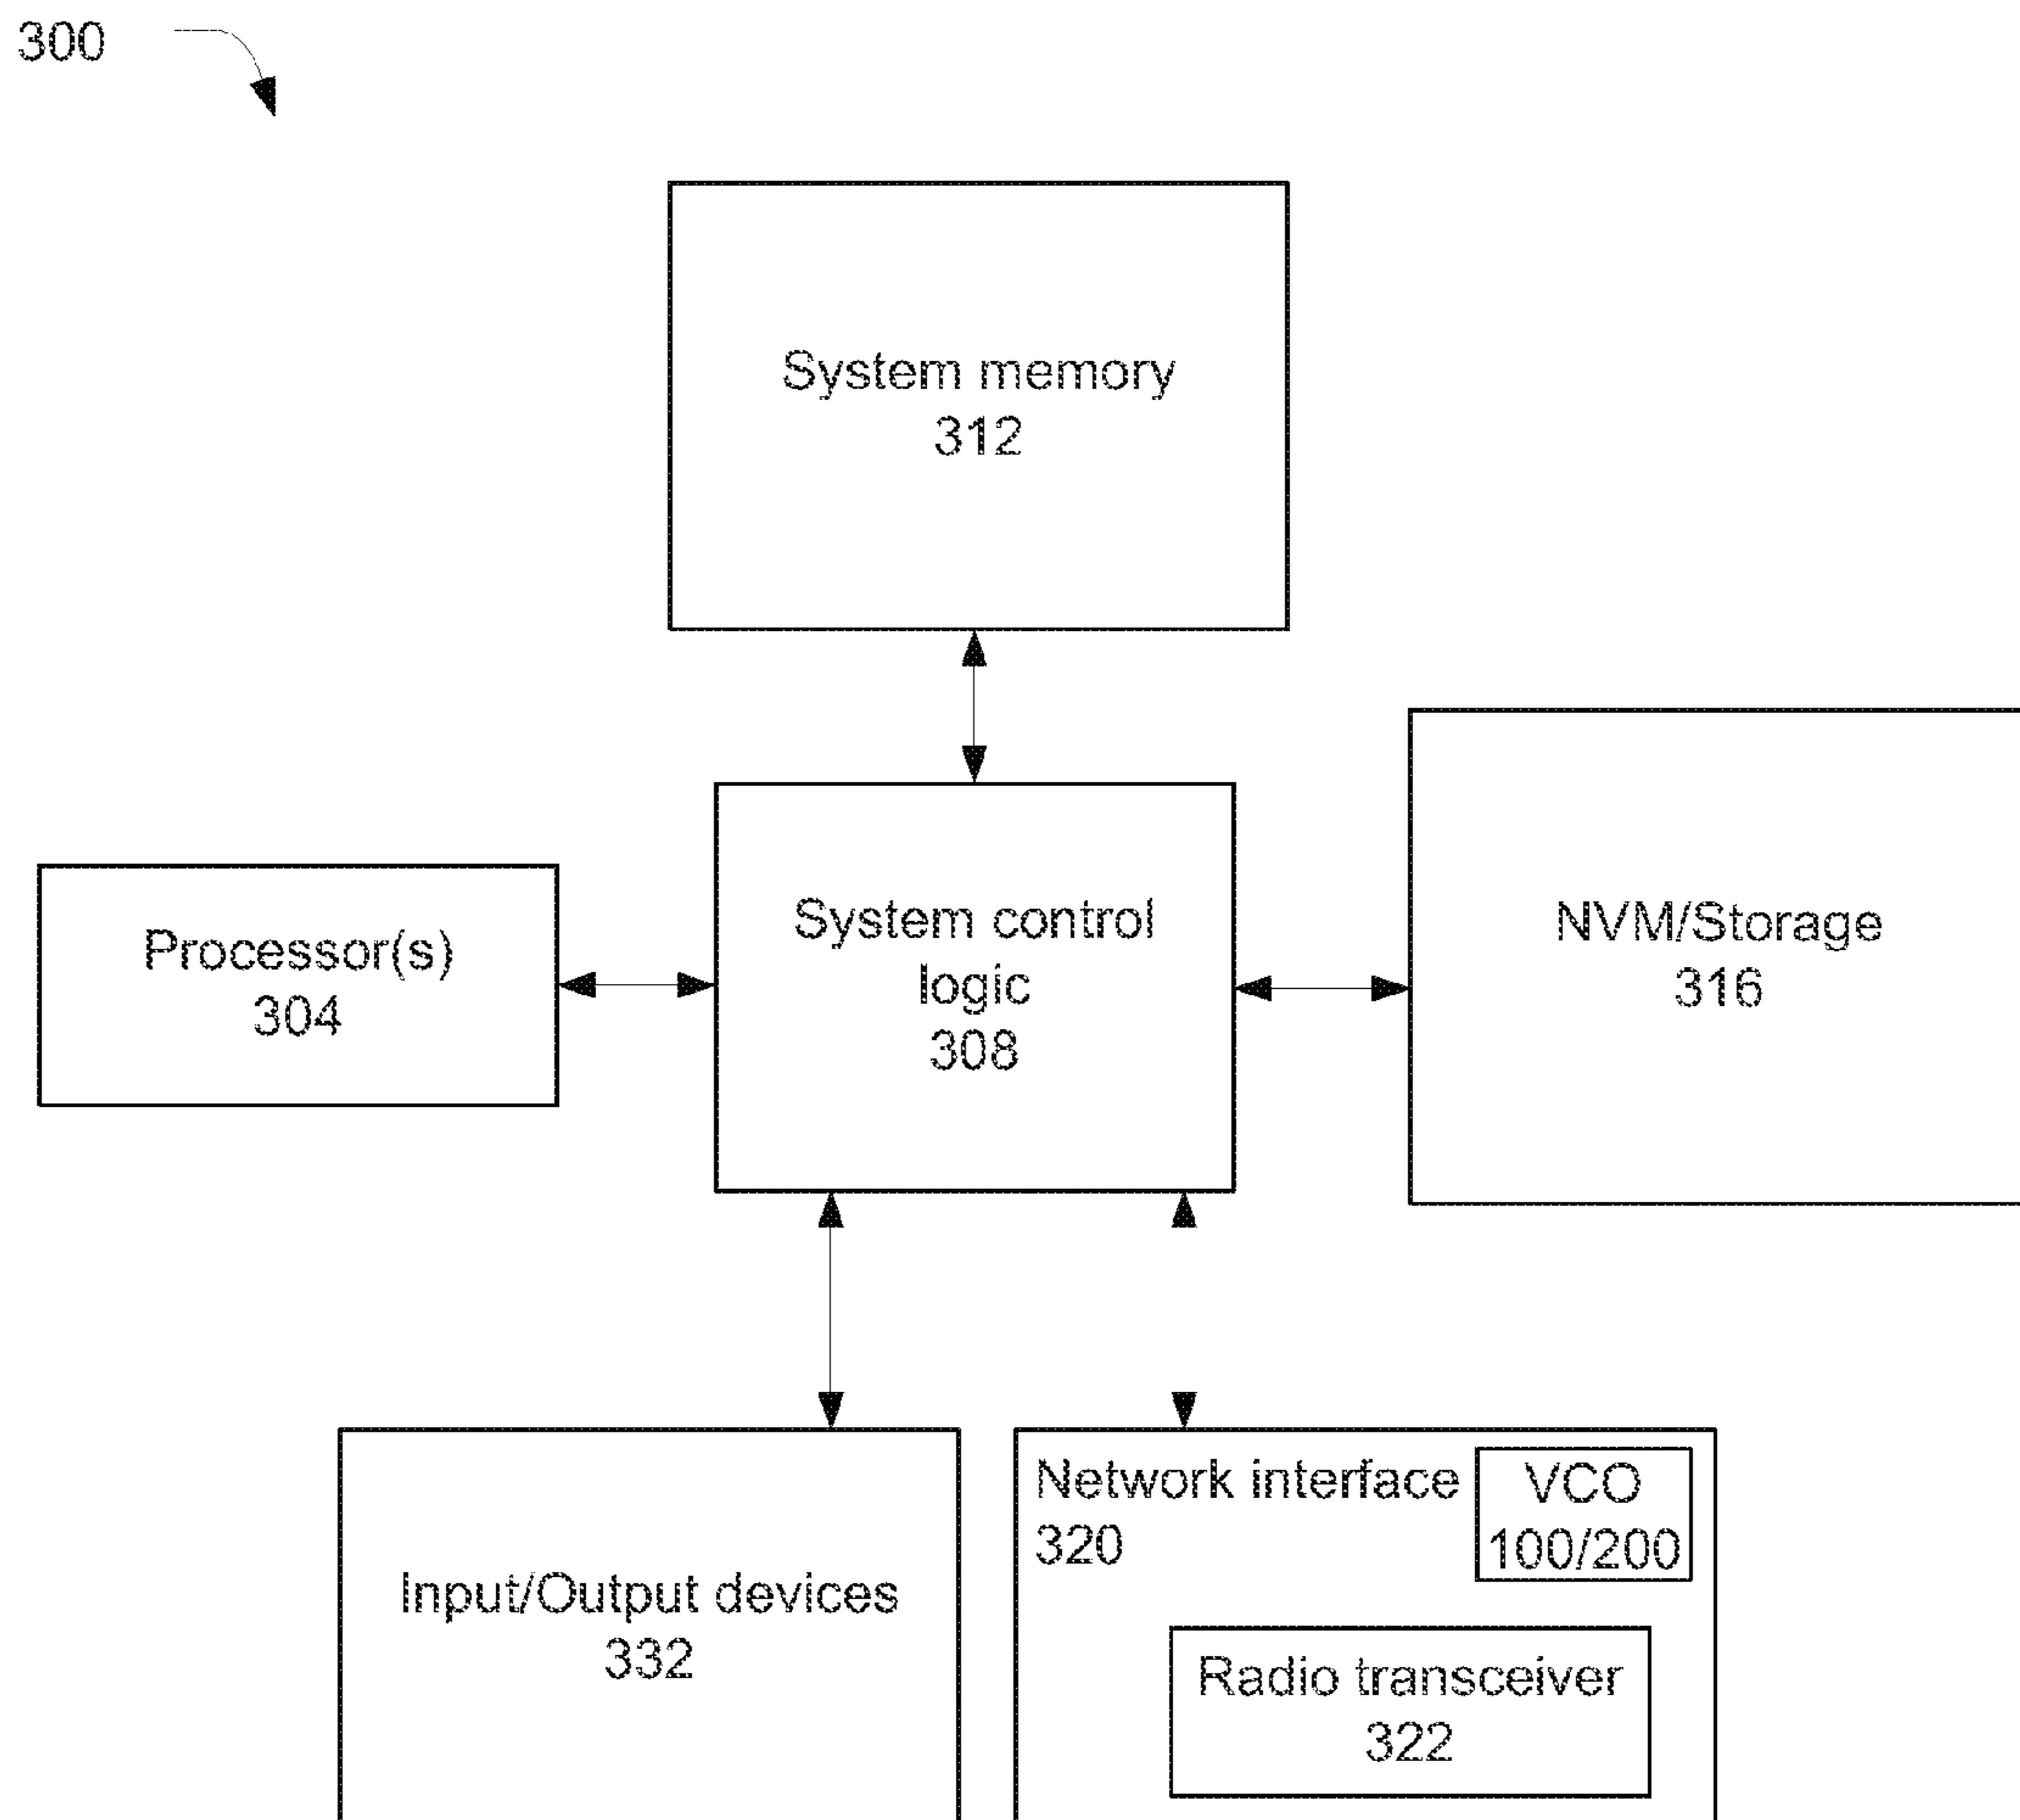 300
System memory
312
Processor(s)
304
System control
logic
308
NVM/Storage
316
Input/Output devices
332
Network interface
320
VCO
100/200
Radio transceiver
322